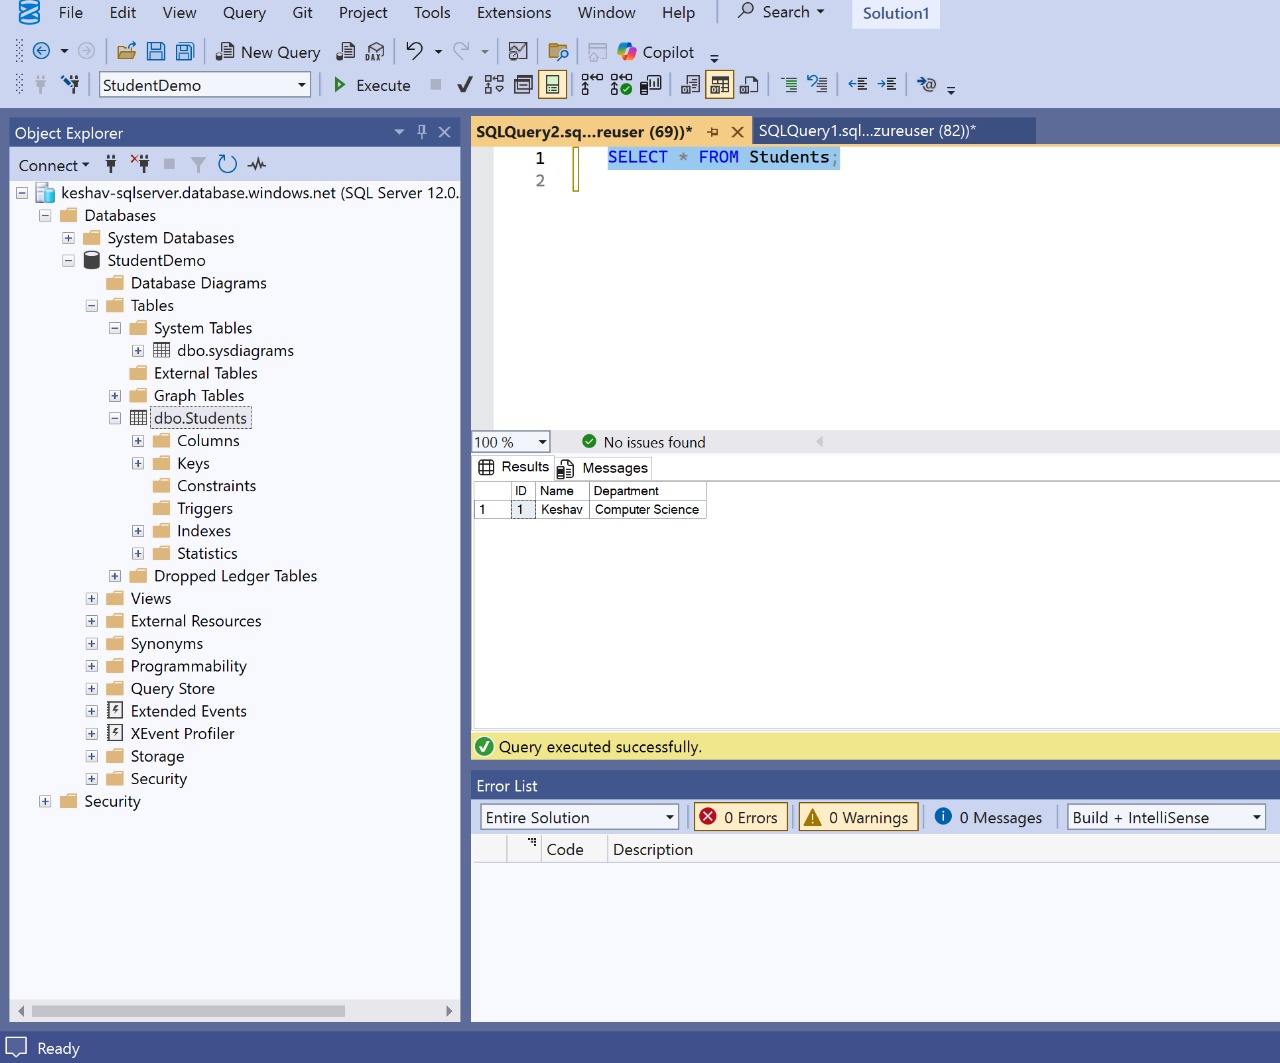 File Edit View Query Git Project Tools Extensions Window Help Search Solution1
New Query DAX Copilot
StudentDemo Execute
Object Explorer
Connect
keshav-sqlserver.database.windows.net (SQL Server 12.0.
Databases
System Databases
StudentDemo
Database Diagrams
Tables
System Tables
dbo.sysdiagrams
External Tables
Graph Tables
dbo.Students
Columns
Keys
Constraints
Triggers
Indexes
Statistics
Dropped Ledger Tables
Views
External Resources
Synonyms
Programmability
Query Store
Extended Events
XEvent Profiler
Storage
Security
Security
SQLQuery2.sq...reuser (69))* SQLQuery1.sql...zureuser (82))*
1 SELECT * FROM Students;
2
100 % No issues found
Results Messages
ID Name Department
1 1 Keshav Computer Science
Query executed successfully.
Error List
Entire Solution 0 Errors 0 Warnings 0 Messages Build + IntelliSense
Code Description
Ready